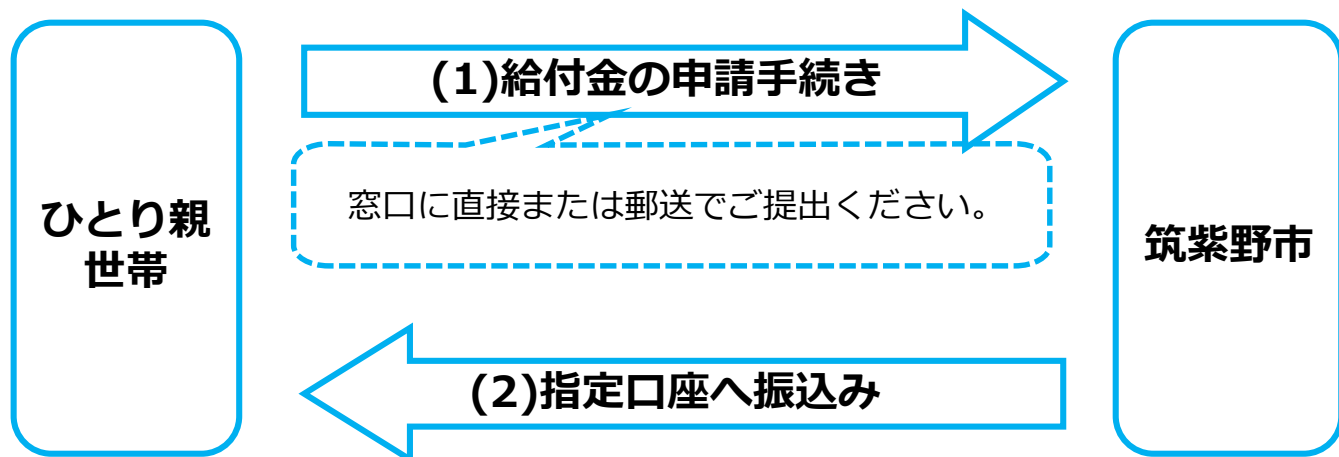 (1)給付金の申請手続き
窓口に直接または郵送でご提出ください。
ひとり親
世帯
筑紫野市
(2)指定口座へ振込み